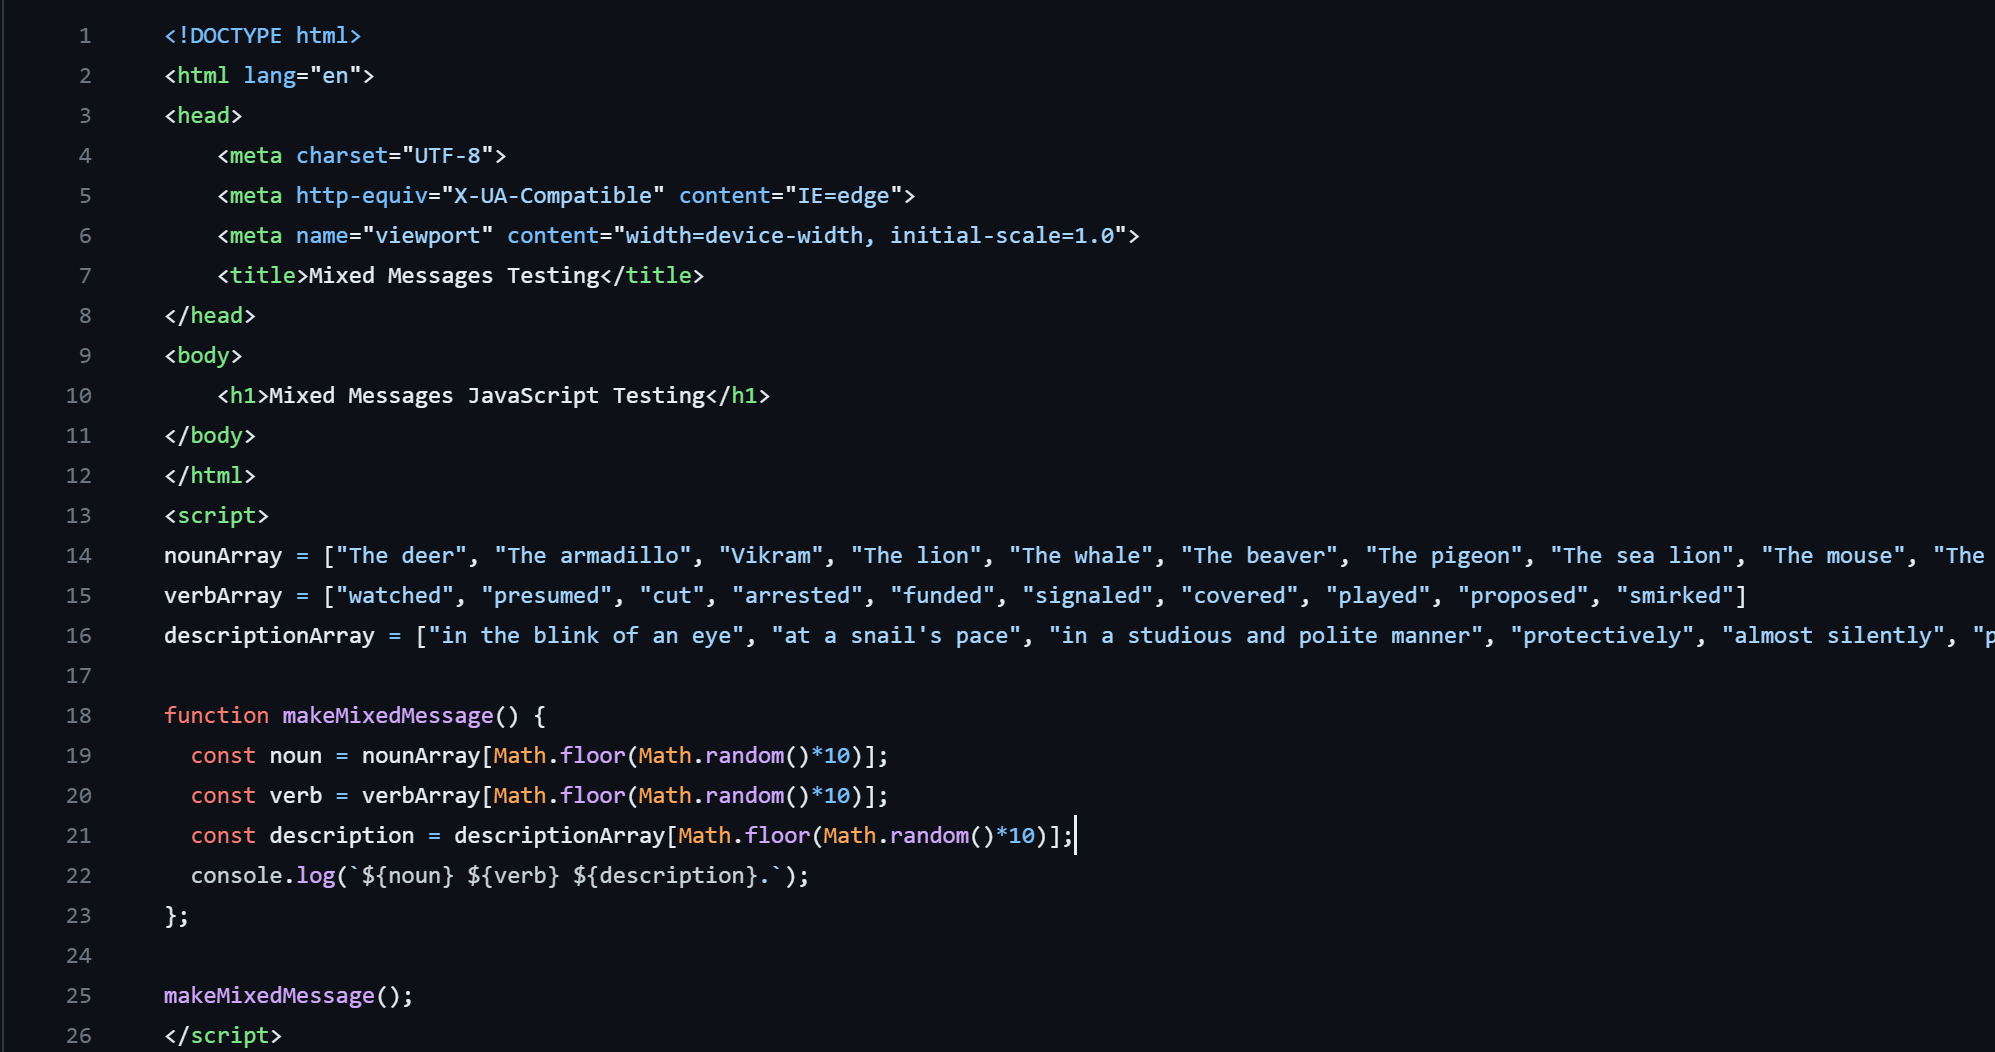 1 <!DOCTYPE html>
2 <html lang="en">
3 <head>
4     <meta charset="UTF-8">
5     <meta http-equiv="X-UA-Compatible" content="IE=edge">
6     <meta name="viewport" content="width=device-width, initial-scale=1.0">
7     <title>Mixed Messages Testing</title>
8 </head>
9 <body>
10     <h1>Mixed Messages JavaScript Testing</h1>
11 </body>
12 </html>
13 <script>
14 nounArray = ["The deer", "The armadillo", "Vikram", "The lion", "The whale", "The beaver", "The pigeon", "The sea lion", "The mouse", "The
15 verbArray = ["watched", "presumed", "cut", "arrested", "funded", "signaled", "covered", "played", "proposed", "smirked"]
16 descriptionArray = ["in the blink of an eye", "at a snail's pace", "in a studious and polite manner", "protectively", "almost silently", "p
17
18 function makeMixedMessage() {
19   const noun = nounArray[Math.floor(Math.random()*10)];
20   const verb = verbArray[Math.floor(Math.random()*10)];
21   const description = descriptionArray[Math.floor(Math.random()*10)];
22   console.log(`${noun} ${verb} ${description}.`);
23 };
24
25 makeMixedMessage();
26 </script>